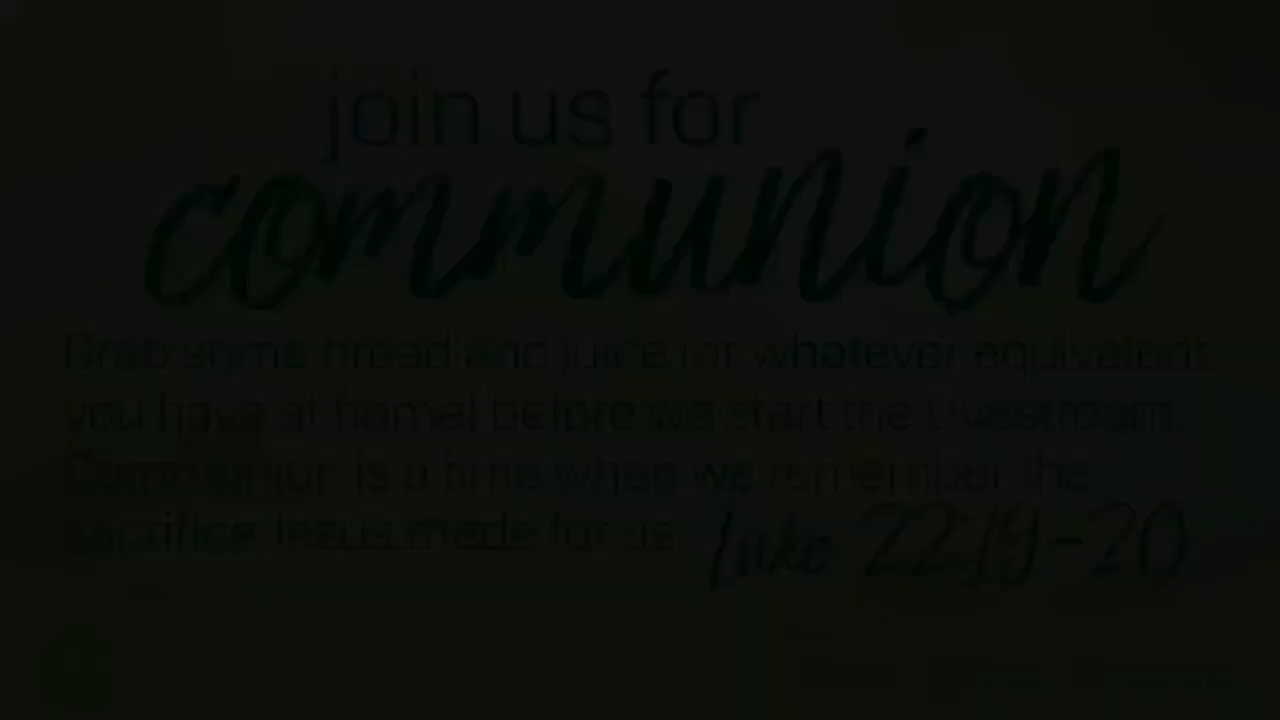 join us for
communion
Grab some bread and juice (or whatever equivalent
you have at home) before we start the Livestream.
Communion is a time when we remember the
sacrifice Jesus made for us. Luke 22:19-20